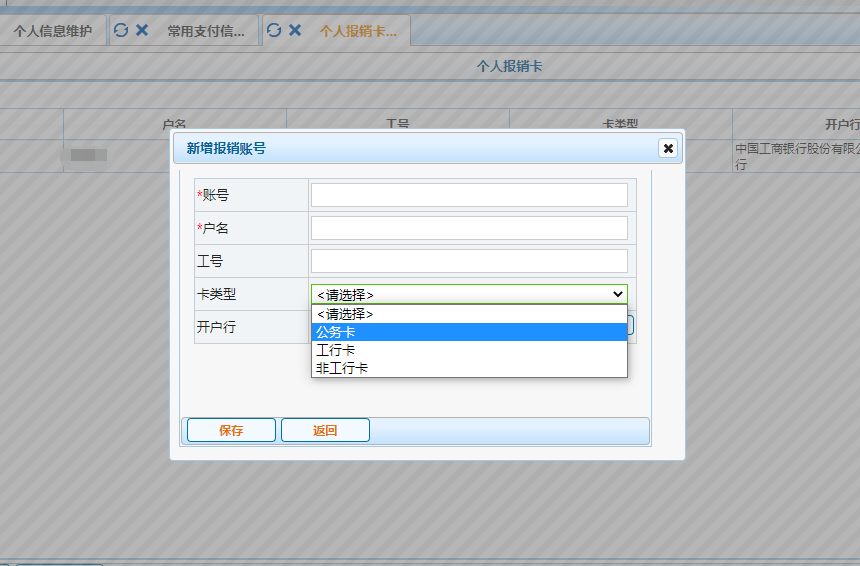 个人信息维护
常用支付信...
个人报销卡...
个人报销卡
户名
工号
卡类型
开户行
中国工商银行股份有限公
行
新增报销账号
*账号
*户名
工号
卡类型
<请选择>
<请选择>
公务卡
工行卡
非工行卡
开户行
保存
返回